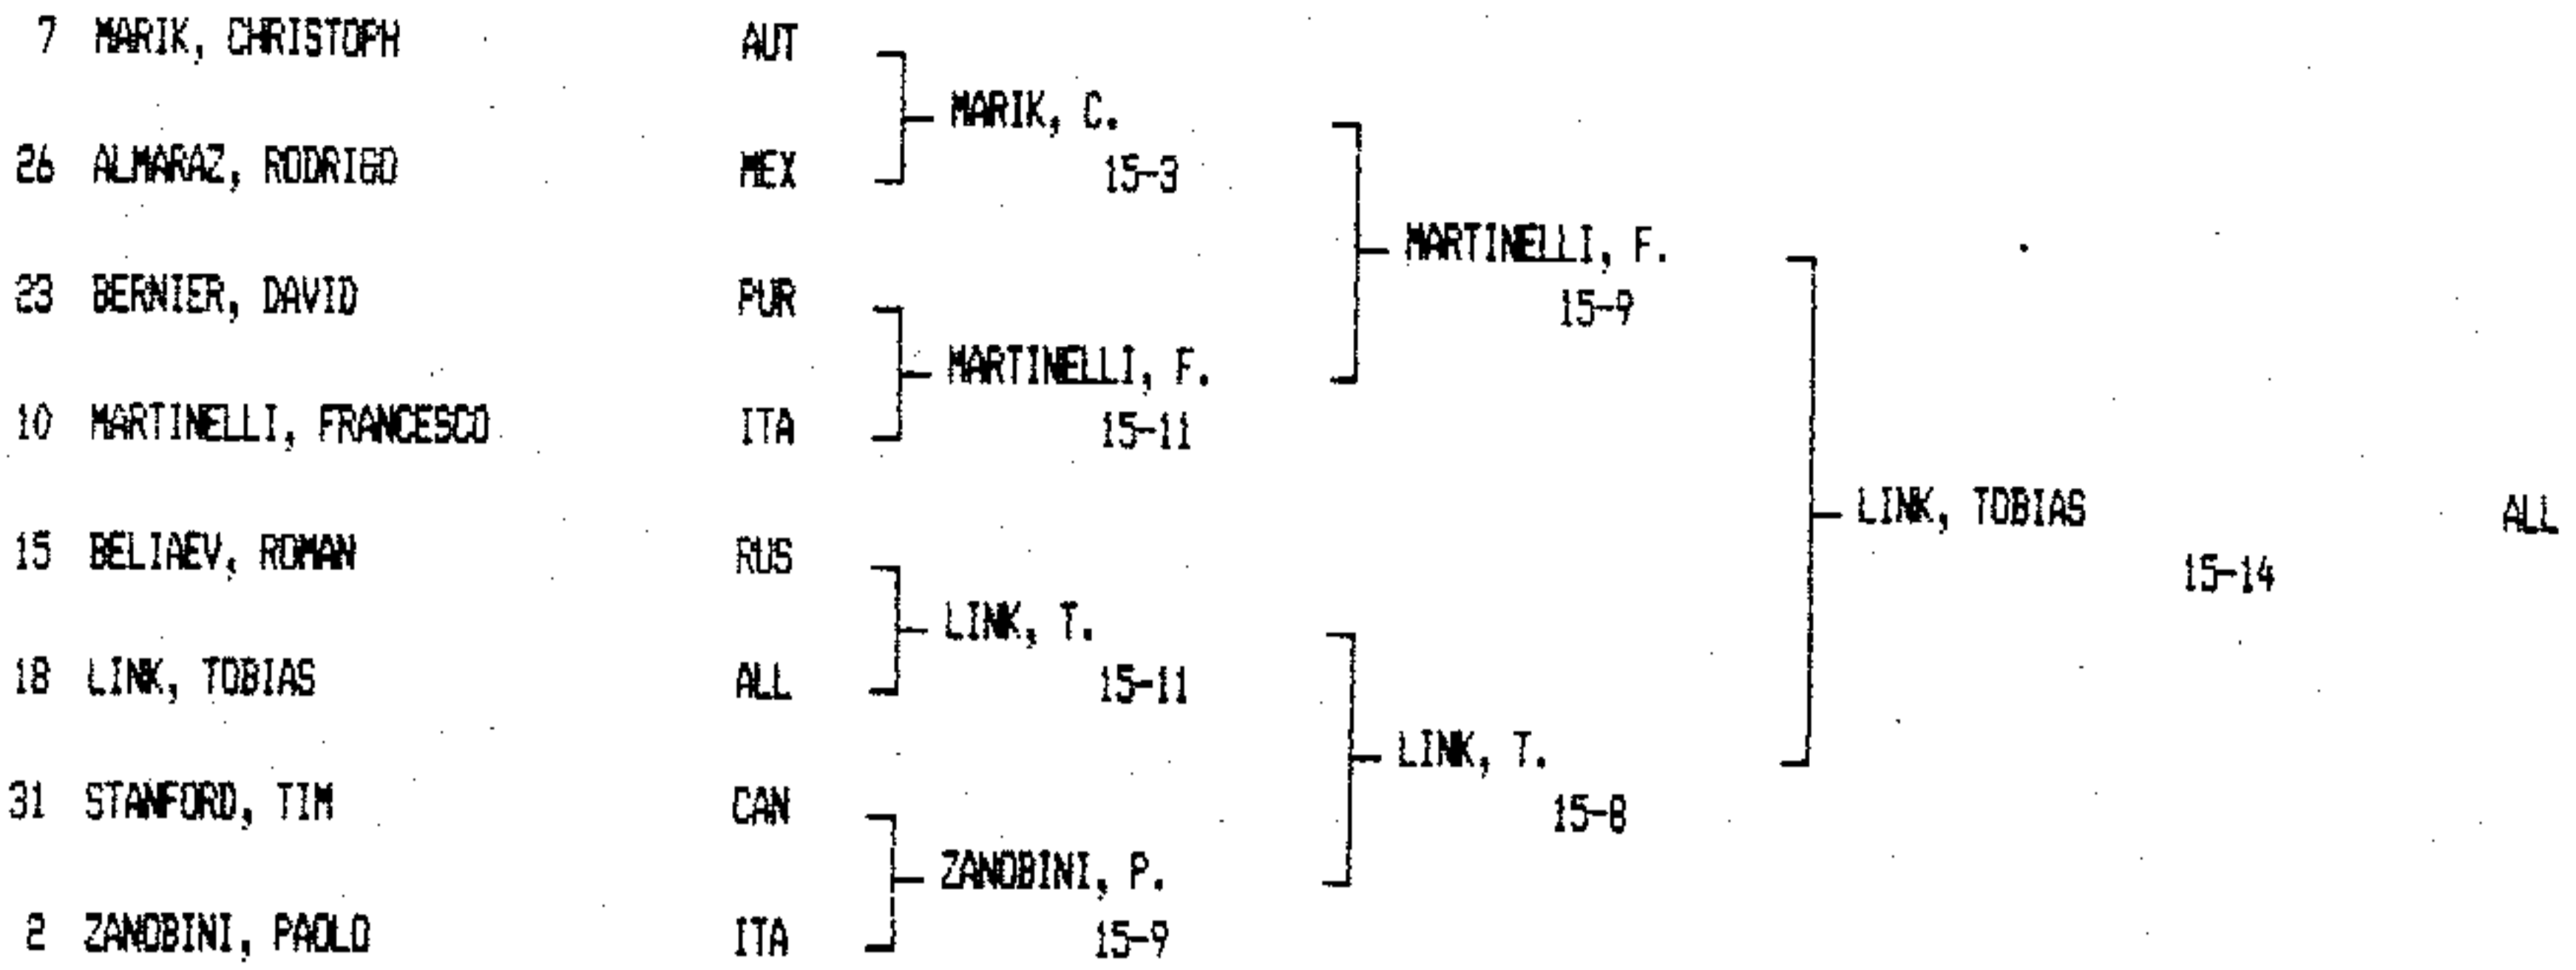 7 MARIK, CHRISTOPH AUT
MARIK, C.
26 ALMARAZ, RODRIGO MEX 15-3
MARTINELLI, F.
23 BERNIER, DAVID PUR 15-9
MARTINELLI, F.
10 MARTINELLI, FRANCESCO ITA 15-11
LINK, TOBIAS ALL
15 BELIAEV, ROMAN RUS 15-14
LINK, T.
18 LINK, TOBIAS ALL 15-11
LINK, T.
31 STANFORD, TIM CAN 15-8
ZANOBINI, P.
2 ZANOBINI, PAOLO ITA 15-9